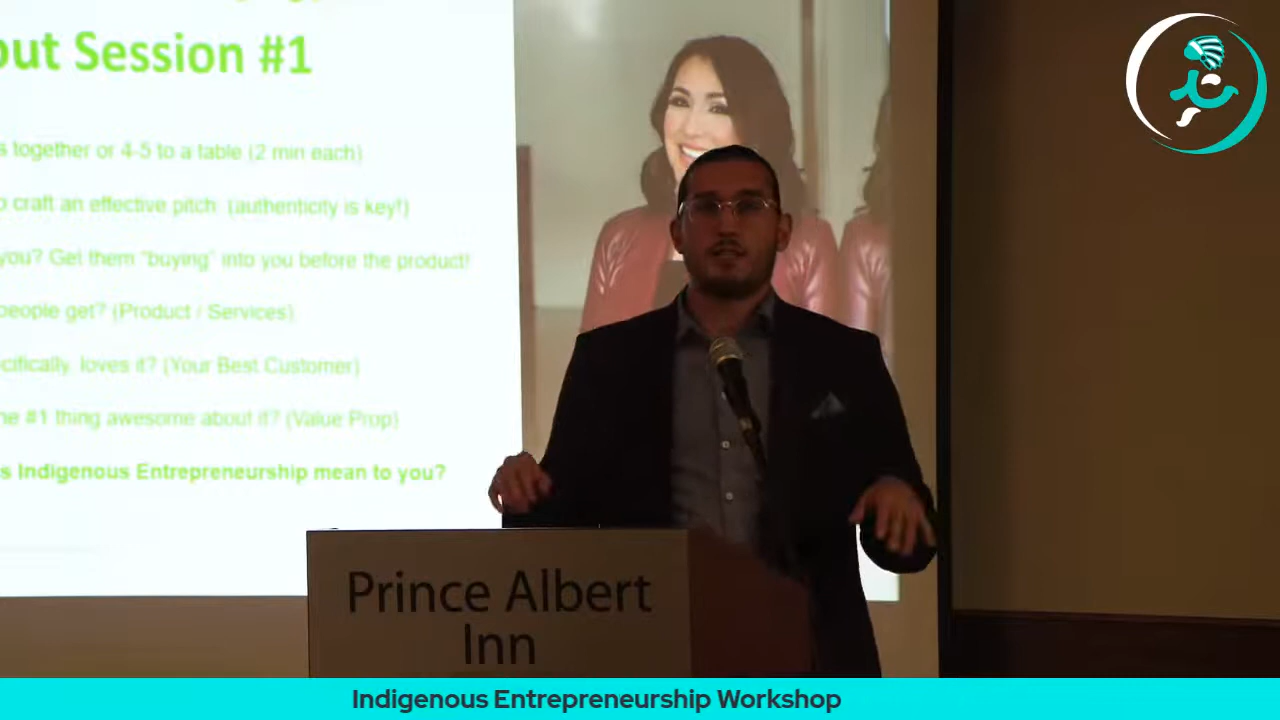 out Session #1
s together or 4-5 to a table (2 min each)
o craft an effective pitch. (authenticity is key!)
you? Get them "buying" into you before the product!
people get? (Product / Services)
cifically, loves it? (Your Best Customer)
he #1 thing awesome about it? (Value Prop)
s Indigenous Entrepreneurship mean to you?
Prince Albert
Inn
Indigenous Entrepreneurship Workshop